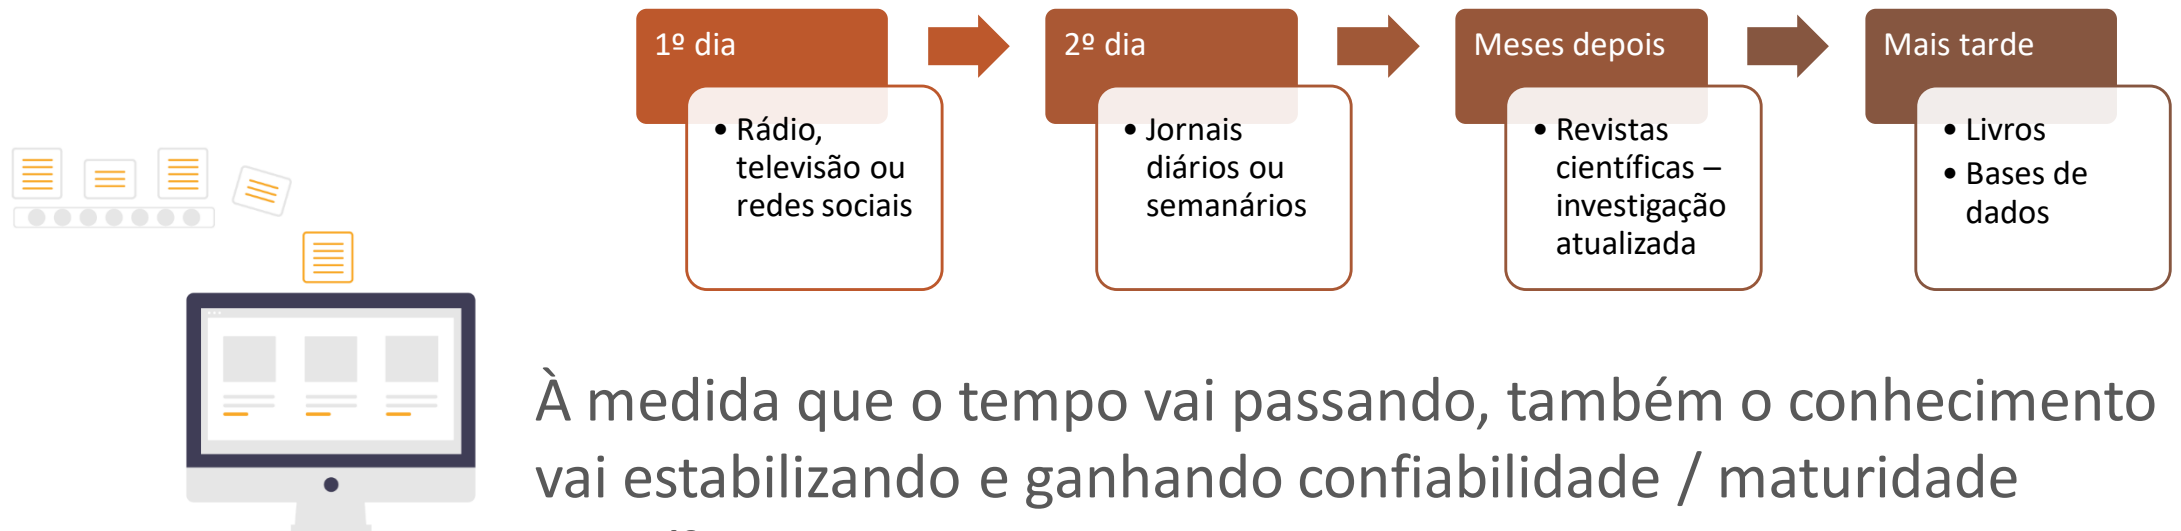 1º dia
• Rádio,
televisão ou
redes sociais
2º dia
• Jornais
diários ou
semanários
Meses depois
• Revistas
científicas –
investigação
atualizada
Mais tarde
• Livros
• Bases de
dados
À medida que o tempo vai passando, também o conhecimento
vai estabilizando e ganhando confiabilidade / maturidade